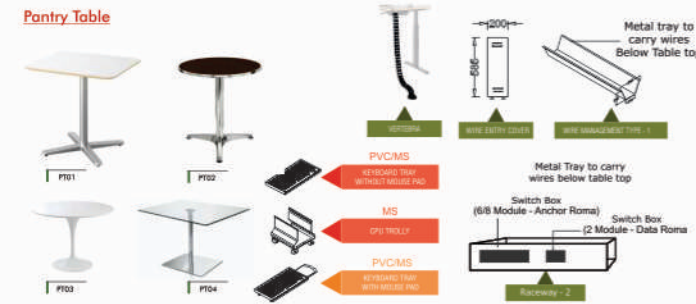 Pantry Table
PT01
PT02
PT03
PT04
PVC/MS
KEYBOARD TRAY
WITHOUT MOUSE PAD
MS
CPU TROLLY
PVC/MS
KEYBOARD TRAY
WITH MOUSE PAD
VERTEBRA
200
585
WIRE ENTRY COVER
Metal tray to
carry wires
Below Table to
WIRE MANAGEMENT TYPE - 1
Metal Tray to carry
wires below table top
Switch Box
(6/8 Module - Anchor Roma)
Switch Box
(2 Module - Data Roma
Raceway - 2